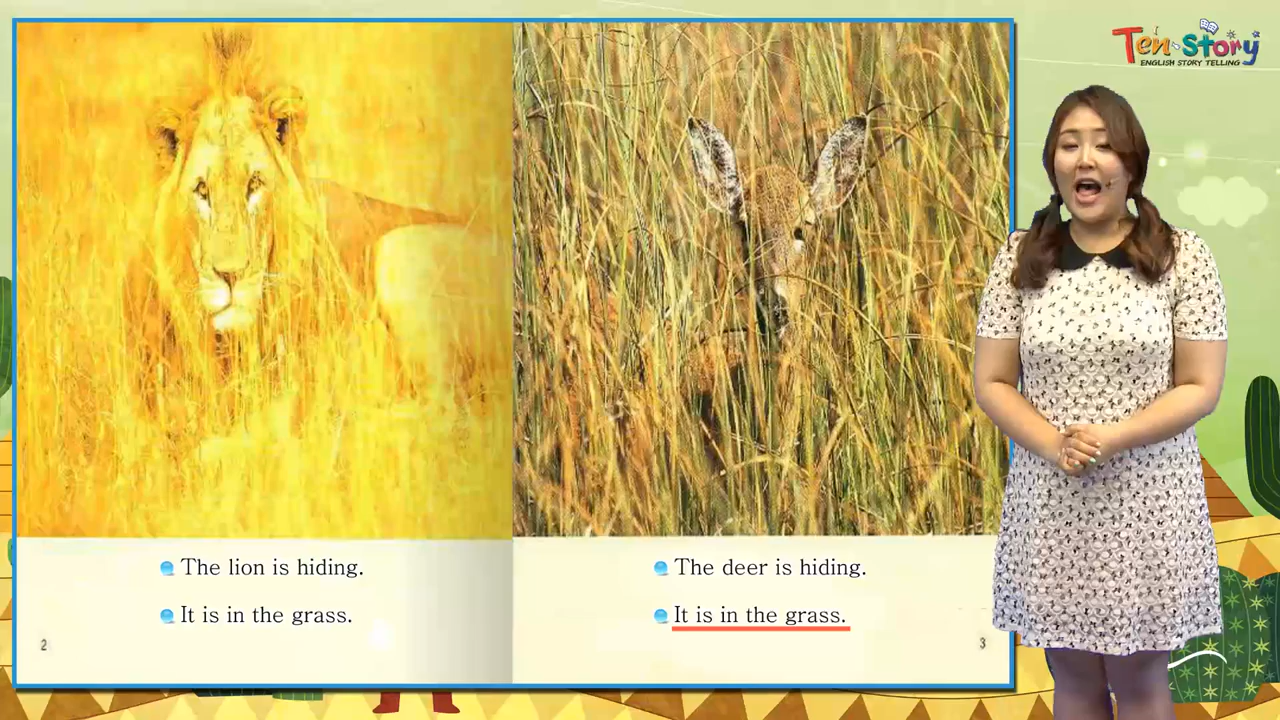 Ten-Story
ENGLISH STORY TELLING
The lion is hiding.
It is in the grass.
2
The deer is hiding.
It is in the grass.
3